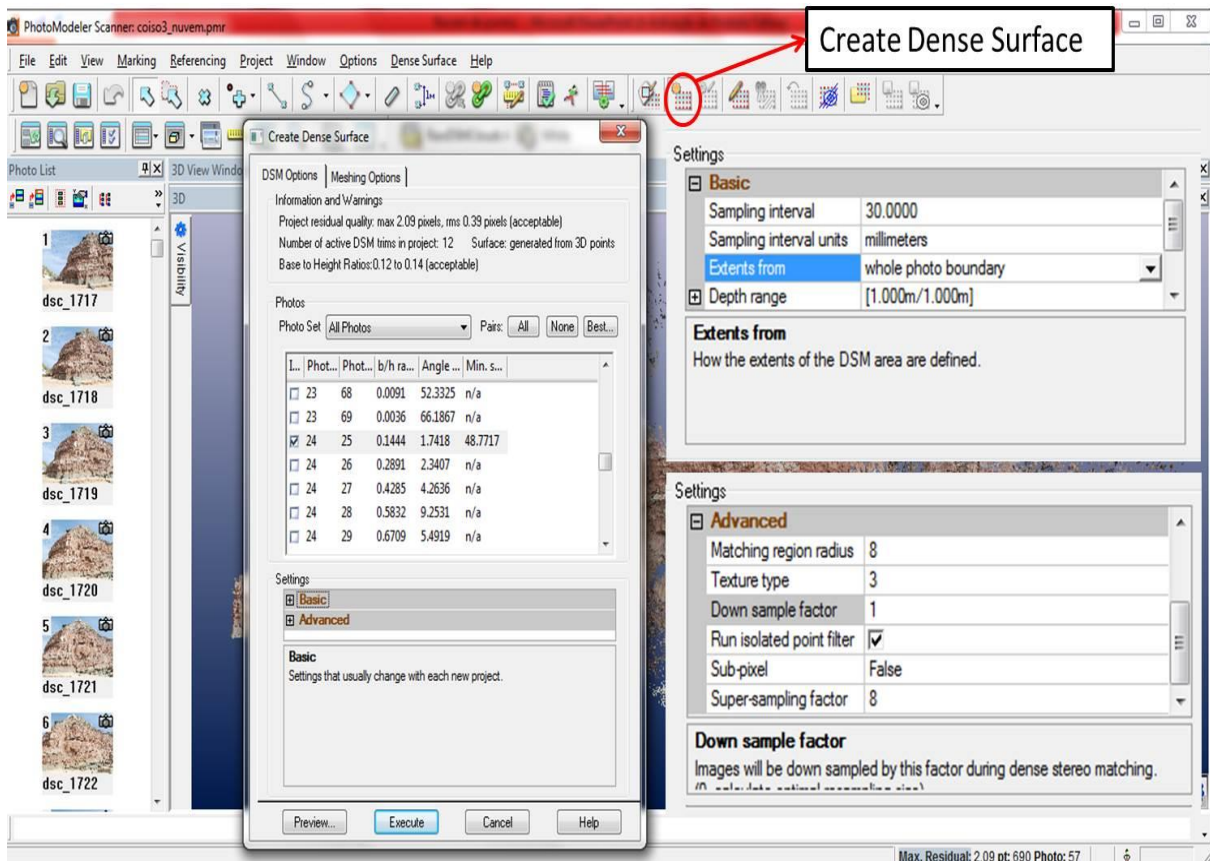 PhotoModeler Scanner: coiso3_nuvem.pmr
Create Dense Surface
File Edit View Marking Referencing Project Window Options Dense Surface Help
Photo List
3D View Windo
3D
Visibility
1
dsc_1717
2
dsc_1718
3
dsc_1719
4
dsc_1720
5
dsc_1721
6
dsc_1722
Create Dense Surface
DSM Options Meshing Options
Information and Warnings
Project residual quality: max 2.09 pixels, rms 0.39 pixels (acceptable)
Number of active DSM trims in project: 12 Surface: generated from 3D points
Base to Height Ratios:0.12 to 0.14 (acceptable)
Photos
Photo Set All Photos Pairs: All None Best...
I... Phot... Phot... b/h ra... Angle ... Min. s...
23 68 0.0091 52.3325 n/a
23 69 0.0036 66.1867 n/a
24 25 0.1444 1.7418 48.7717
24 26 0.2891 2.3407 n/a
24 27 0.4285 4.2636 n/a
24 28 0.5832 9.2531 n/a
24 29 0.6709 5.4919 n/a
Settings
Basic
Advanced
Basic
Settings that usually change with each new project.
Preview... Execute Cancel Help
Settings
Basic
Sampling interval 30.0000
Sampling interval units millimeters
Extents from whole photo boundary
Depth range [1.000m/1.000m]
Extents from
How the extents of the DSM area are defined.
Settings
Advanced
Matching region radius 8
Texture type 3
Down sample factor 1
Run isolated point filter
Sub-pixel False
Super-sampling factor 8
Down sample factor
Images will be down sampled by this factor during dense stereo matching.
Max. Residual: 2.09 pt: 690 Photo: 57